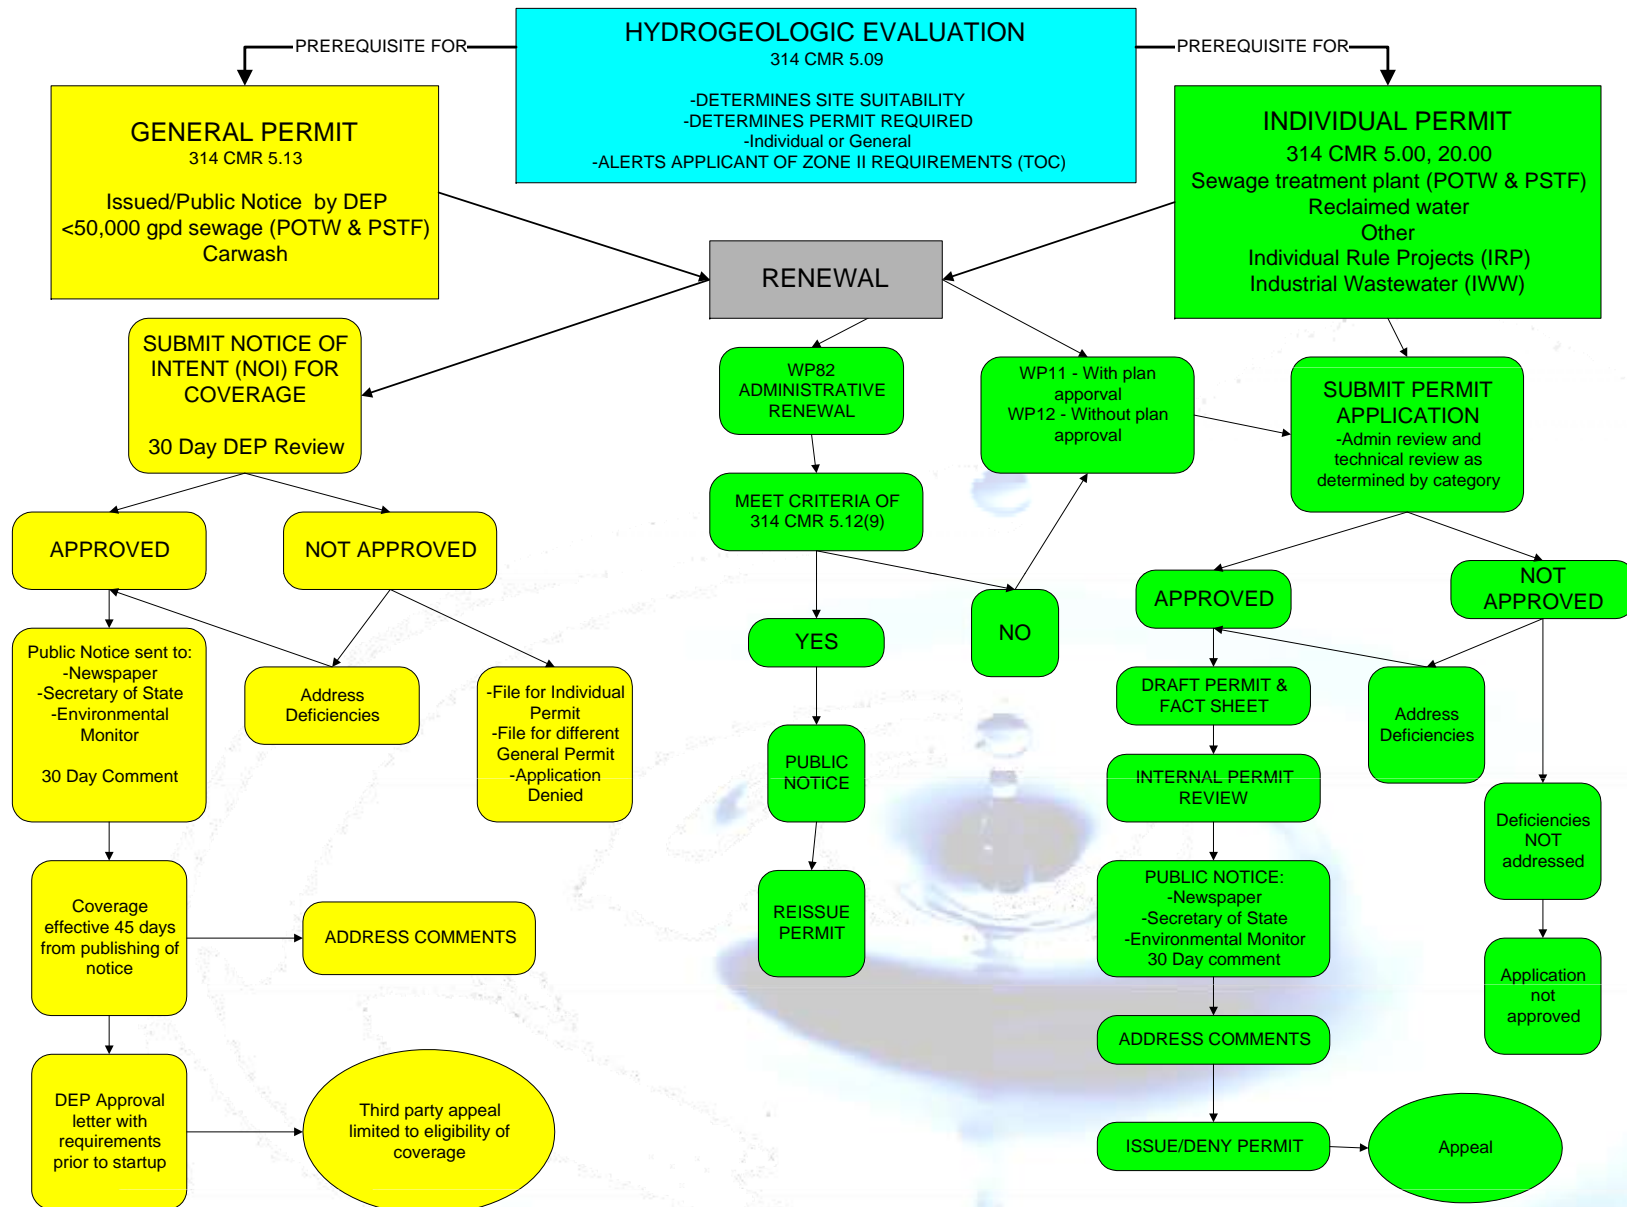 HYDROGEOLOGIC EVALUATION
314 CMR 5.09
-DETERMINES SITE SUITABILITY
-DETERMINES PERMIT REQUIRED
-Individual or General
-ALERTS APPLICANT OF ZONE II REQUIREMENTS (TOC)
PREREQUISITE FOR
PREREQUISITE FOR
GENERAL PERMIT
314 CMR 5.13
Issued/Public Notice by DEP
<50,000 gpd sewage (POTW & PSTF)
Carwash
INDIVIDUAL PERMIT
314 CMR 5.00, 20.00
Sewage treatment plant (POTW & PSTF)
Reclaimed water
Other
Individual Rule Projects (IRP)
Industrial Wastewater (IWW)
RENEWAL
SUBMIT NOTICE OF
INTENT (NOI) FOR
COVERAGE
30 Day DEP Review
APPROVED
NOT APPROVED
Public Notice sent to:
-Newspaper
-Secretary of State
-Environmental
Monitor
30 Day Comment
Address
Deficiencies
-File for Individual
Permit
-File for different
General Permit
-Application
Denied
Coverage
effective 45 days
from publishing of
notice
ADDRESS COMMENTS
DEP Approval
letter with
requirements
prior to startup
Third party appeal
limited to eligibility of
coverage
WP82
ADMINISTRATIVE
RENEWAL
MEET CRITERIA OF
314 CMR 5.12(9)
YES
NO
PUBLIC
NOTICE
REISSUE
PERMIT
WP11 - With plan
apporval
WP12 - Without plan
approval
SUBMIT PERMIT
APPLICATION
-Admin review and
technical review as
determined by category
APPROVED
NOT
APPROVED
DRAFT PERMIT &
FACT SHEET
Address
Deficiencies
INTERNAL PERMIT
REVIEW
Deficiencies
NOT
addressed
PUBLIC NOTICE:
-Newspaper
-Secretary of State
-Environmental Monitor
30 Day comment
Application
not
approved
ADDRESS COMMENTS
ISSUE/DENY PERMIT
Appeal